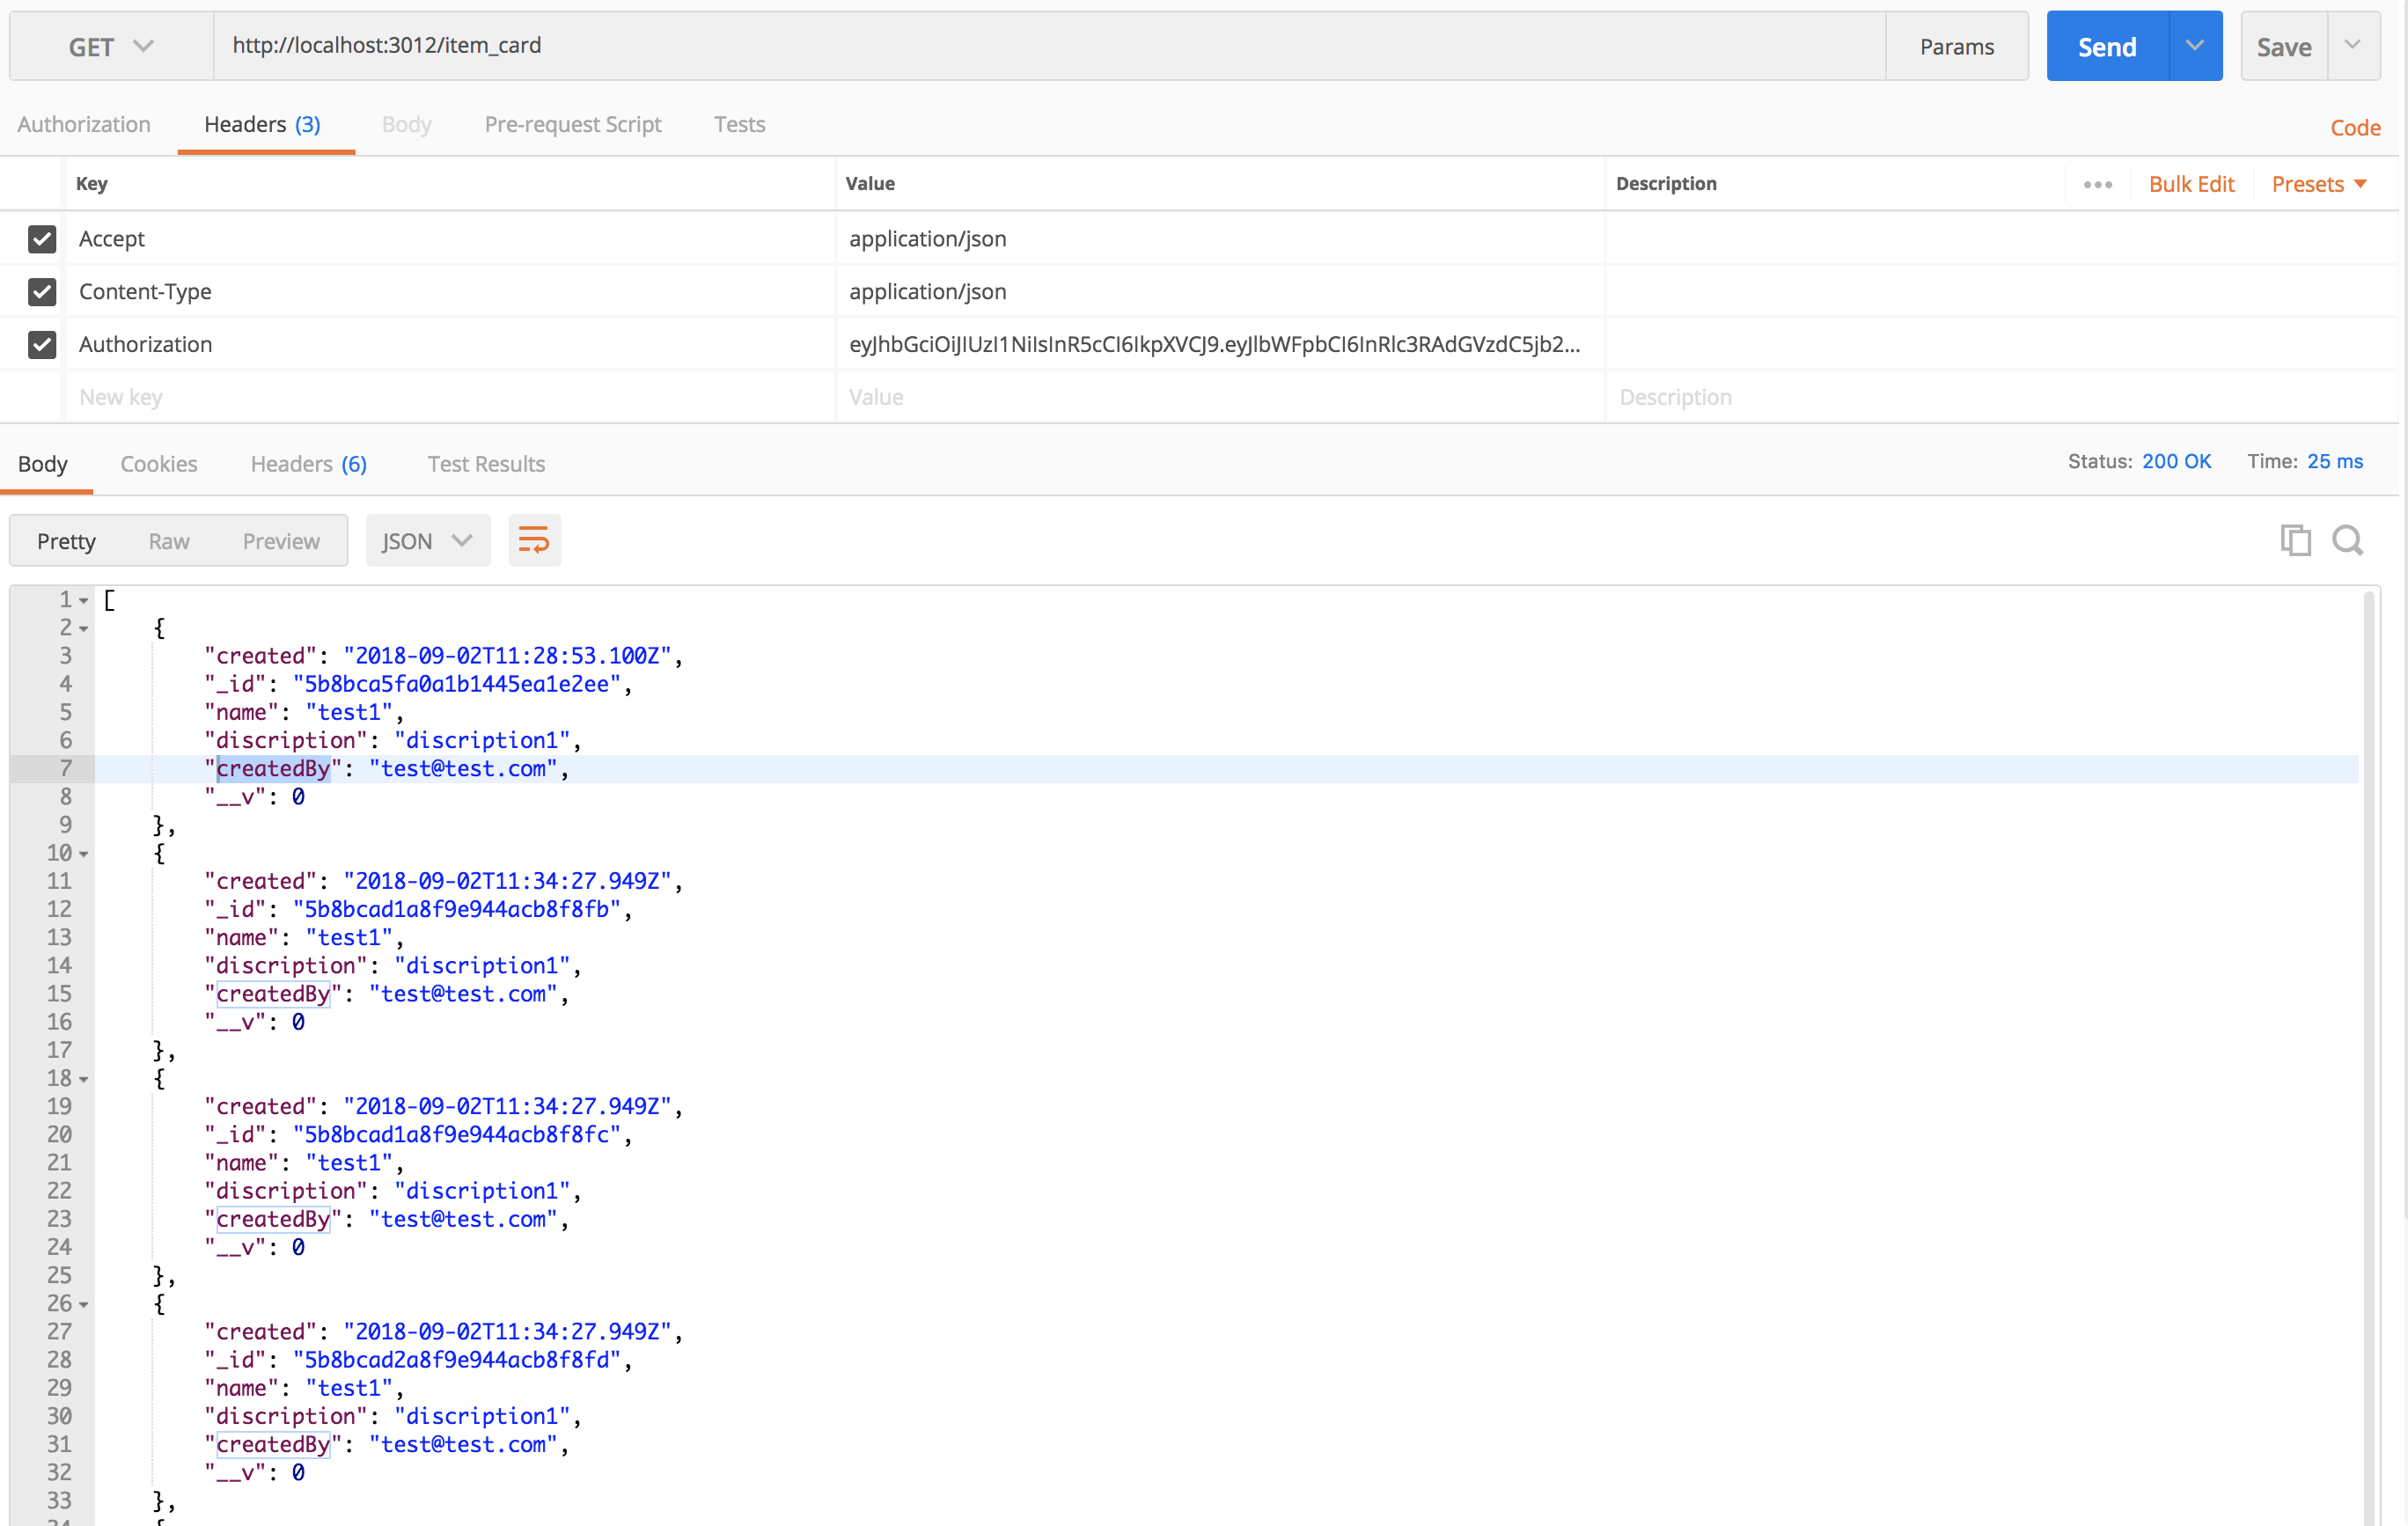 GET http://localhost:3012/item_card Params Send Save
Authorization Headers (3) Body Pre-request Script Tests Code
Key Value Description ••• Bulk Edit Presets
Accept application/json
Content-Type application/json
Authorization eyJhbGciOiJIUzI1NiIsInR5cCI6IkpXVCJ9.eyJlbWFpbCI6InRlc3RAdGVzdC5jb2...
New key Value Description
Body Cookies Headers (6) Test Results Status: 200 OK Time: 25 ms
Pretty Raw Preview JSON
1 [
2 {
3 "created": "2018-09-02T11:28:53.100Z",
4 "_id": "5b8bca5fa0a1b1445ea1e2ee",
5 "name": "test1",
6 "discription": "discription1",
7 "createdBy": "test@test.com",
8 "__v": 0
9 },
10 {
11 "created": "2018-09-02T11:34:27.949Z",
12 "_id": "5b8bcad1a8f9e944acb8f8fb",
13 "name": "test1",
14 "discription": "discription1",
15 "createdBy": "test@test.com",
16 "__v": 0
17 },
18 {
19 "created": "2018-09-02T11:34:27.949Z",
20 "_id": "5b8bcad1a8f9e944acb8f8fc",
21 "name": "test1",
22 "discription": "discription1",
23 "createdBy": "test@test.com",
24 "__v": 0
25 },
26 {
27 "created": "2018-09-02T11:34:27.949Z",
28 "_id": "5b8bcad2a8f9e944acb8f8fd",
29 "name": "test1",
30 "discription": "discription1",
31 "createdBy": "test@test.com",
32 "__v": 0
33 },
34 {